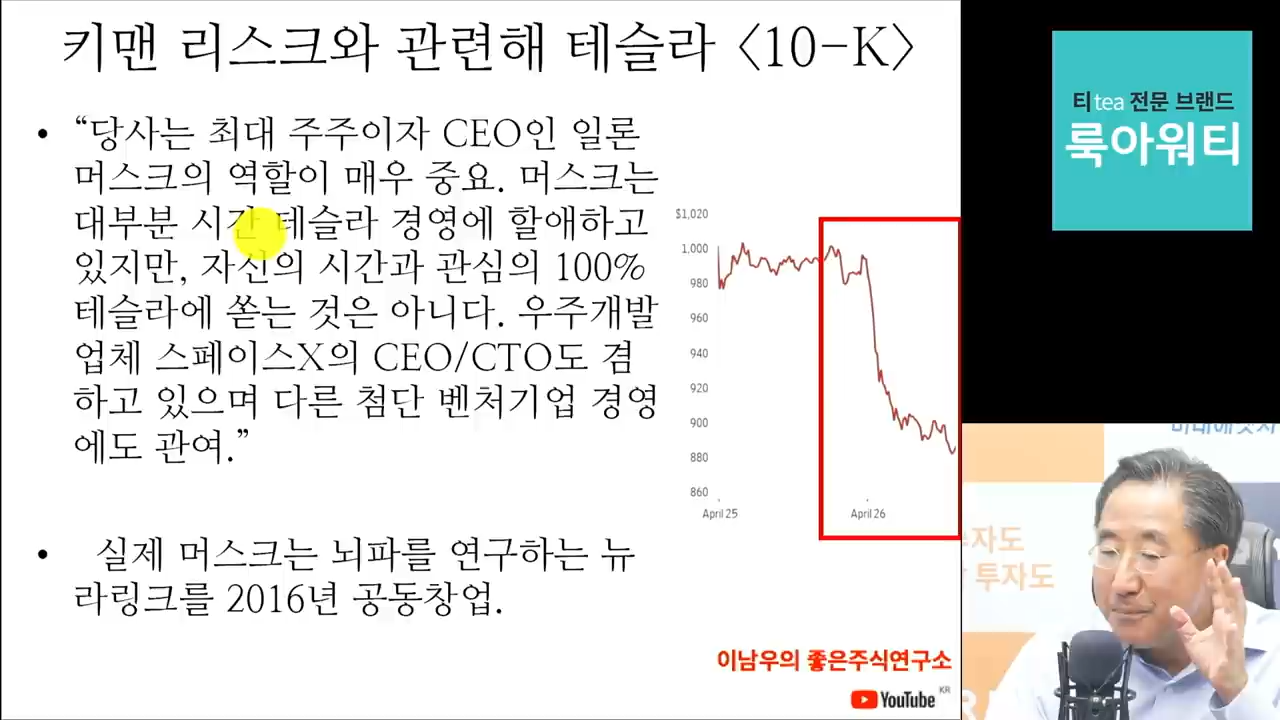 키맨 리스크와 관련해 테슬라 <10-K>
• “당사는 최대 주주이자 CEO인 일론
머스크의 역할이 매우 중요. 머스크는
대부분 시간 테슬라 경영에 할애하고
있지만, 자신의 시간과 관심의 100%
테슬라에 쏟는 것은 아니다. 우주개발
업체 스페이스X의 CEO/CTO도 겸
하고 있으며 다른 첨단 벤처기업 경영
에도 관여.”
• 실제 머스크는 뇌파를 연구하는 뉴
라링크를 2016년 공동창업.
$1,020
1,000
980
960
940
920
900
880
860
April 25
April 26
이남우의 좋은주식연구소
YouTube KR
티tea 전문 브랜드
룩아워티
자도
투자도